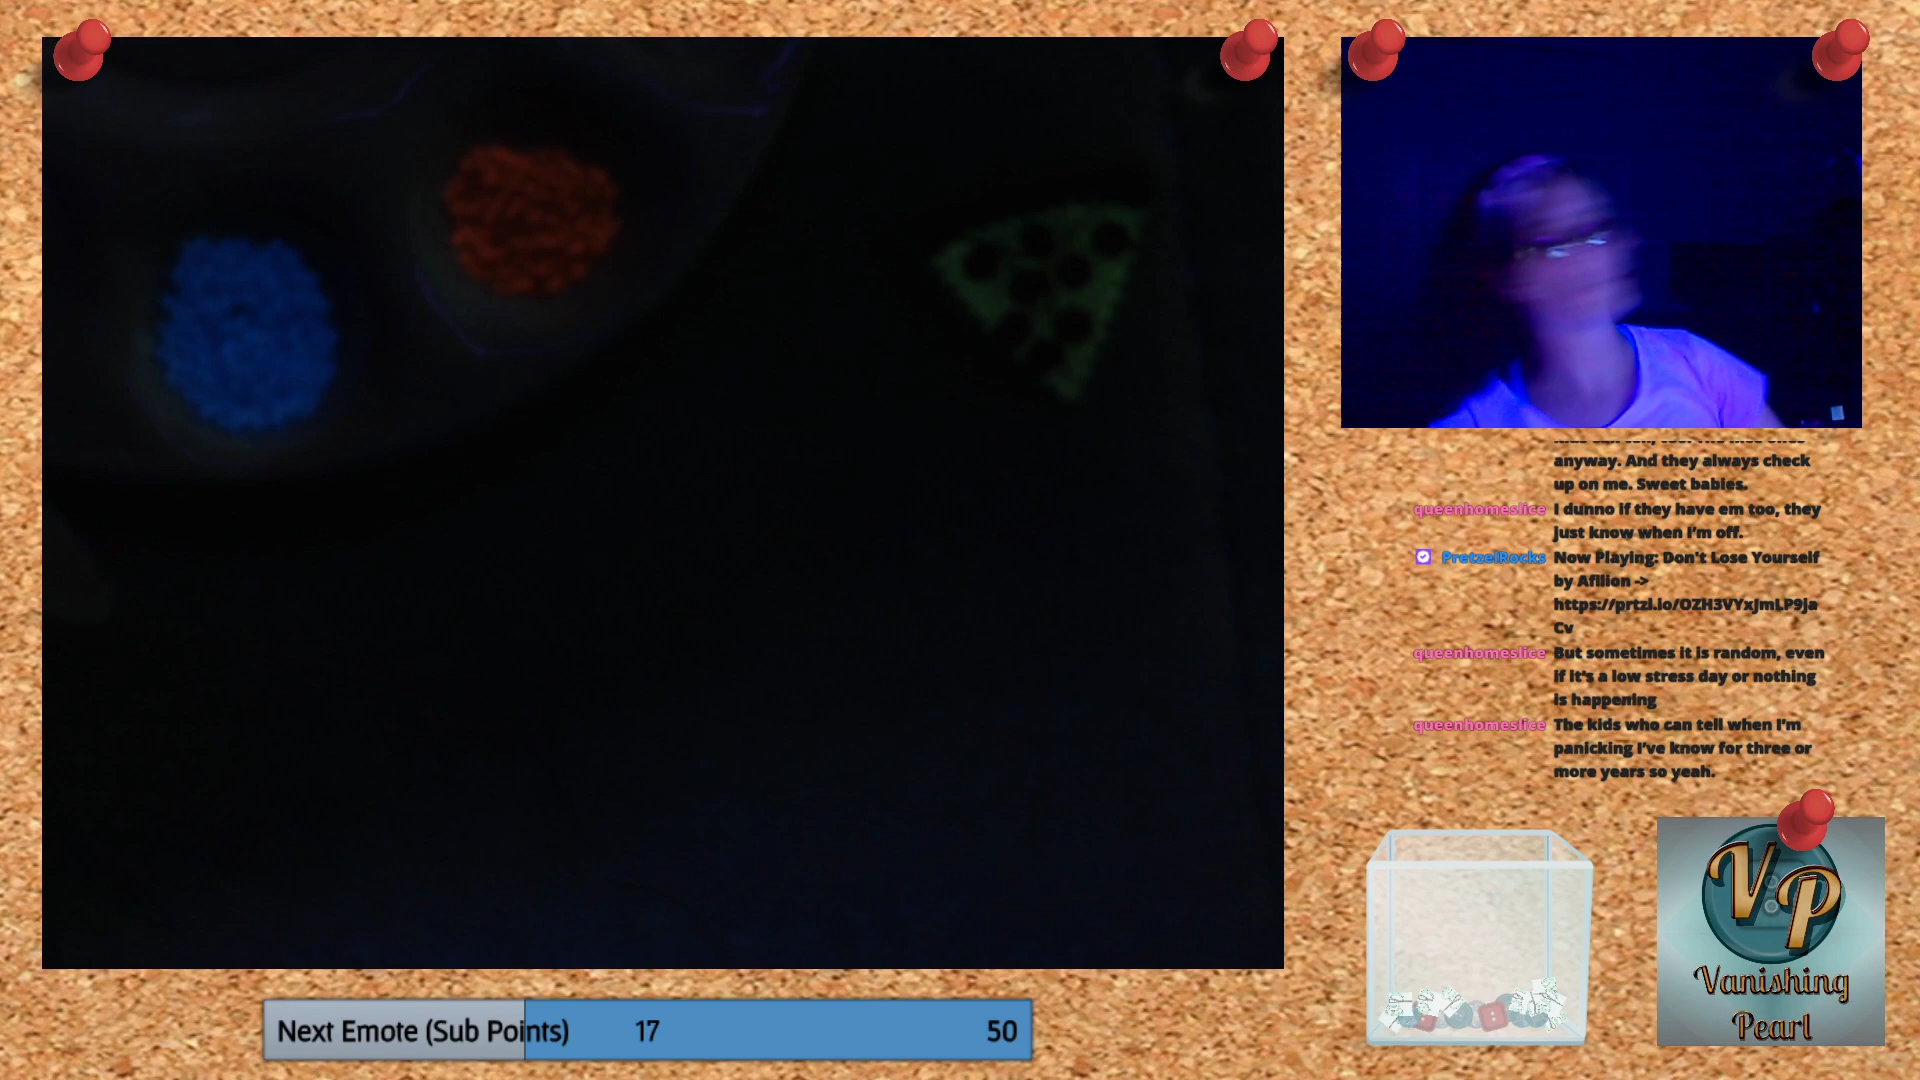 anyway. And they always check
up on me. Sweet babies.
queenhomeslice I dunno if they have em too, they
just know when I'm off.
PretzelRocks Now Playing: Don't Lose Yourself
by Afilion ->
https://prtzl.io/OZH3VYxJmLP9ja
Cv
queenhomeslice But sometimes it is random, even
if it's a low stress day or nothing
is happening
queenhomeslice The kids who can tell when I'm
panicking I've know for three or
more years so yeah.
VP
Vanishing
Pearl
Next Emote (Sub Points) 17 50